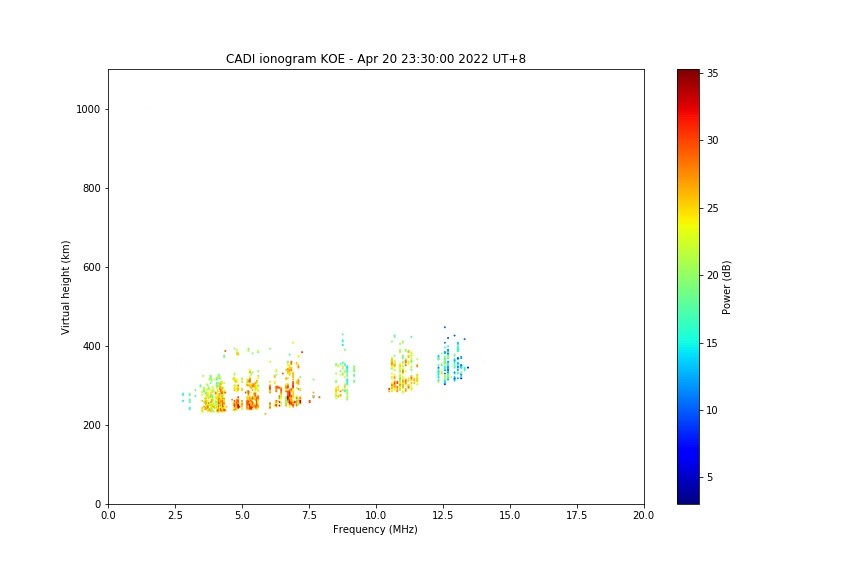 CADI ionogram KOE - Apr 20 23:30:00 2022 UT+8
1000
800
600
400
200
0
Virtual height (km)
0.0 2.5 5.0 7.5 10.0 12.5 15.0 17.5 20.0
Frequency (MHz)
35
30
25
20
15
10
5
Power (dB)